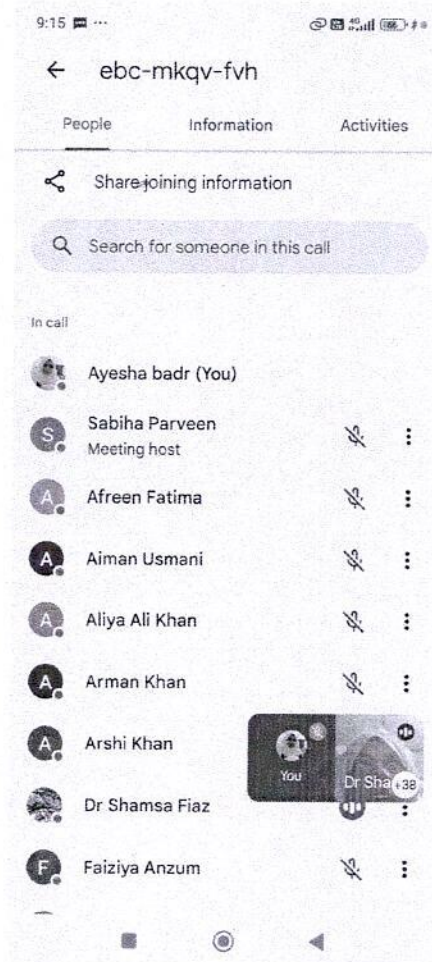 9:15
ebc-mkqv-fvh
People Information Activities
Share joining information
Search for someone in this call
In call
Ayesha badr (You)
S Sabiha Parveen
Meeting host
A Afreen Fatima
A Aiman Usmani
A Aliya Ali Khan
A Arman Khan
A Arshi Khan
You Dr Sha +38
Dr Shamsa Fiaz
F Faiziya Anzum